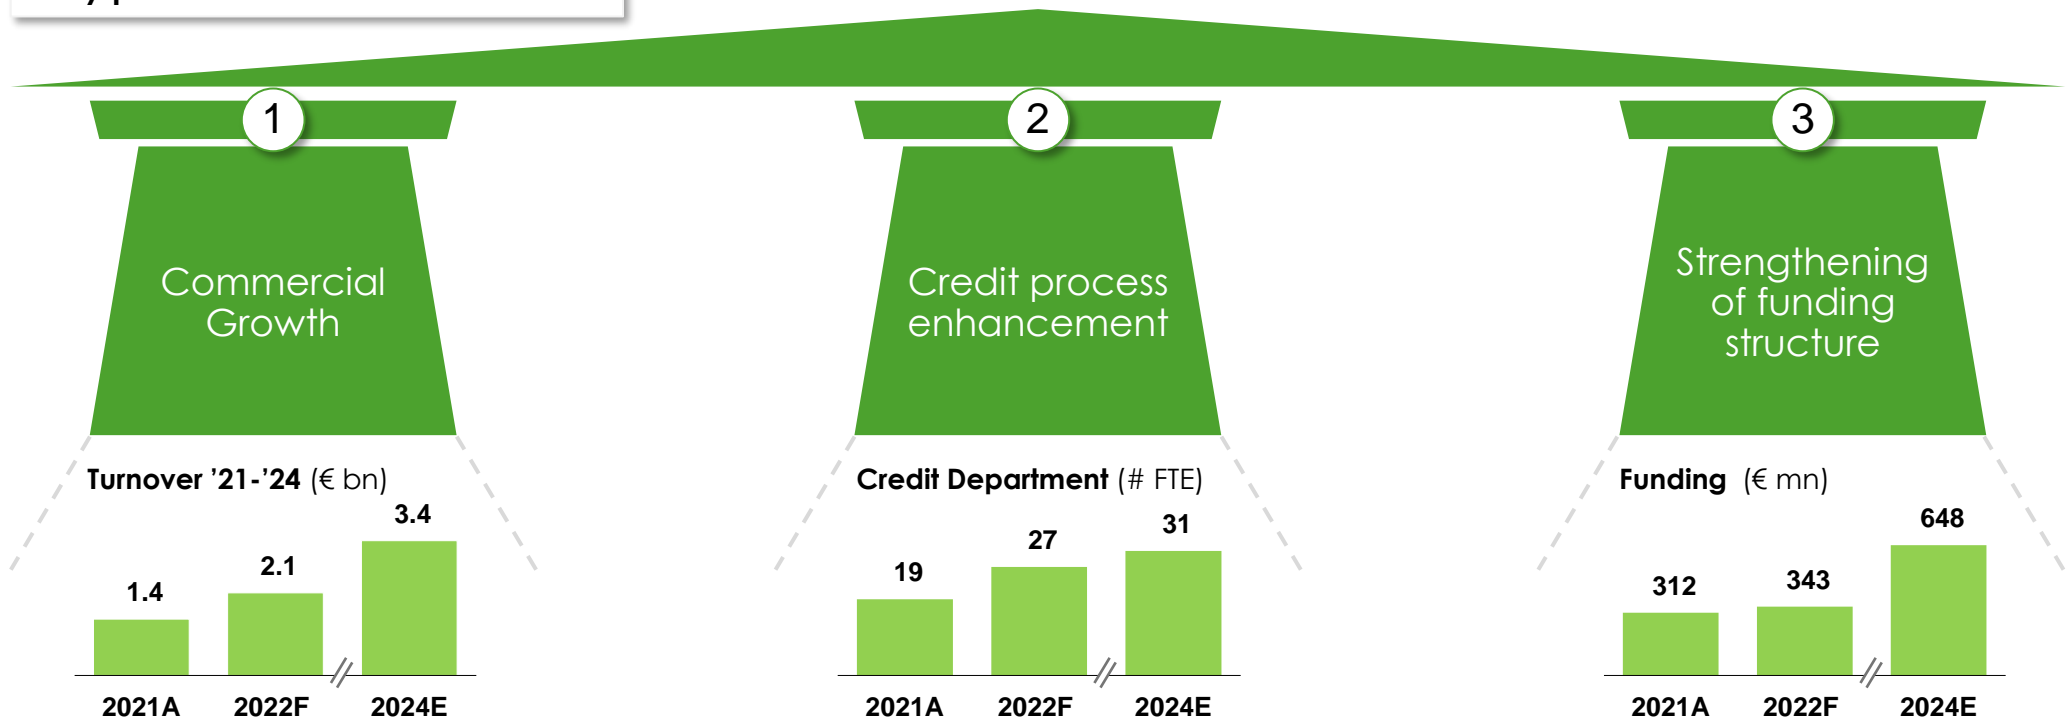 1
2
3
Commercial
Growth
Credit process
enhancement
Strengthening
of funding
structure
Turnover ’21-’24 (€ bn)
1.4
2.1
3.4
2021A
2022F
2024E
Credit Department (# FTE)
19
27
31
2021A
2022F
2024E
Funding (€ mn)
312
343
648
2021A
2022F
2024E